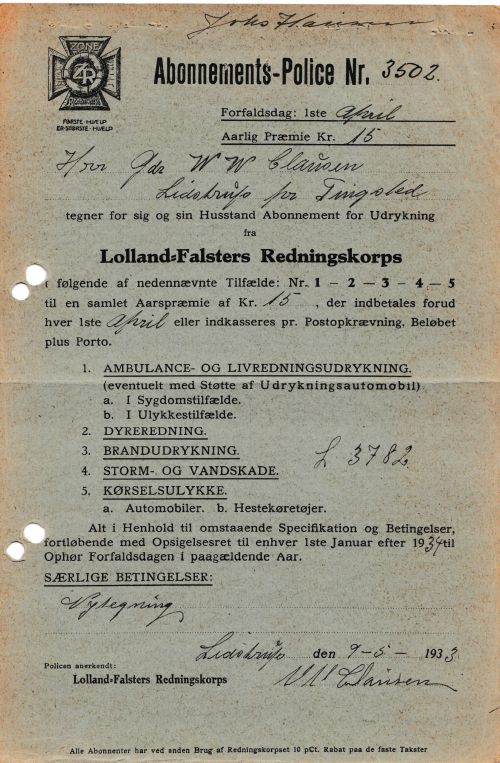 Johs Hansen
ZONE
ZR
FØRSTE-HJÆLP
ER-STØRSTE-HJÆLP
Abonnements-Police Nr. 3502.
Forfaldsdag: 1ste April
Aarlig Præmie Kr. 15
Hrr Gdr W W Clausen
Lidstrup pr Tingsted
tegner for sig og sin Husstand Abonnement for Udrykning
fra
Lolland-Falsters Redningskorps
i følgende af nedennævnte Tilfælde: Nr. 1 - 2 - 3 - 4 - 5
til en samlet Aarspræmie af Kr. 15, der indbetales forud
hver 1ste April eller indkasseres pr. Postopkrævning. Beløbet
plus Porto.
1. AMBULANCE- OG LIVREDNINGSUDRYKNING.
(eventuelt med Støtte af Udrykningsautomobil)
a. I Sygdomstilfælde.
b. I Ulykkestilfælde.
2. DYREREDNING.
3. BRANDUDRYKNING.
4. STORM- OG VANDSKADE.
L 3782
5. KØRSELSULYKKE.
a. Automobiler. b. Hestekøretøjer.
Alt i Henhold til omstaaende Specifikation og Betingelser,
fortløbende med Opsigelsesret til enhver 1ste Januar efter 1934 til
Ophør Forfaldsdagen i paagældende Aar.
SÆRLIGE BETINGELSER:
Nytegning
Lidstrup den 9-5-1933
Policen anerkendt:
Lolland-Falsters Redningskorps
W Clausen
Alle Abonnenter har ved anden Brug af Redningskorpset 10 pCt. Rabat paa de faste Takster